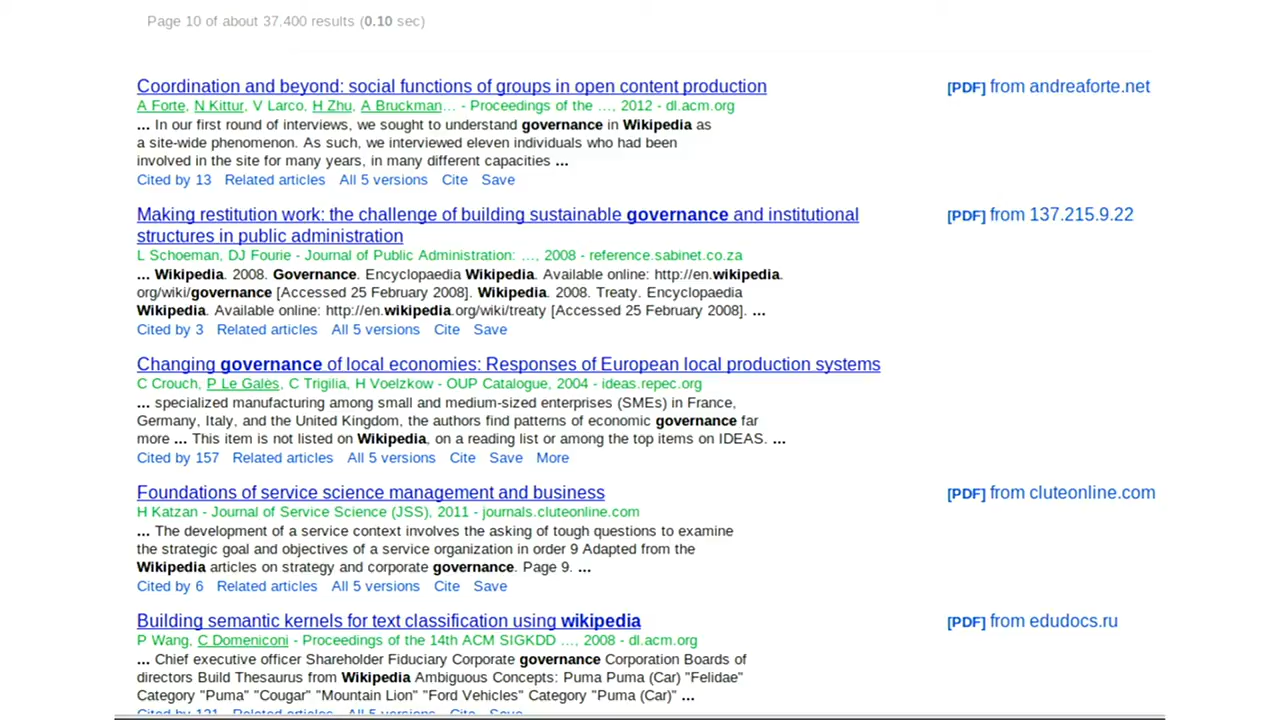 Page 10 of about 37,400 results (0.10 sec)
Coordination and beyond: social functions of groups in open content production
[PDF] from andreaforte.net
A Forte, N Kittur, V Larco, H Zhu, A Bruckman… - Proceedings of the …, 2012 - dl.acm.org
... In our first round of interviews, we sought to understand governance in Wikipedia as
a site-wide phenomenon. As such, we interviewed eleven individuals who had been
involved in the site for many years, in many different capacities ...
Cited by 13 Related articles All 5 versions Cite Save
Making restitution work: the challenge of building sustainable governance and institutional
structures in public administration
[PDF] from 137.215.9.22
L Schoeman, DJ Fourie - Journal of Public Administration: …, 2008 - reference.sabinet.co.za
... Wikipedia. 2008. Governance. Encyclopaedia Wikipedia. Available online: http://en.wikipedia.
org/wiki/governance [Accessed 25 February 2008]. Wikipedia. 2008. Treaty. Encyclopaedia
Wikipedia. Available online: http://en.wikipedia.org/wiki/treaty [Accessed 25 February 2008]. ...
Cited by 3 Related articles All 5 versions Cite Save
Changing governance of local economies: Responses of European local production systems
C Crouch, P Le Galès, C Trigilia, H Voelzkow - OUP Catalogue, 2004 - ideas.repec.org
... specialized manufacturing among small and medium-sized enterprises (SMEs) in France,
Germany, Italy, and the United Kingdom, the authors find patterns of economic governance far
more ... This item is not listed on Wikipedia, on a reading list or among the top items on IDEAS. ...
Cited by 157 Related articles All 5 versions Cite Save More
Foundations of service science management and business
[PDF] from cluteonline.com
H Katzan - Journal of Service Science (JSS), 2011 - journals.cluteonline.com
... The development of a service context involves the asking of tough questions to examine
the strategic goal and objectives of a service organization in order 9 Adapted from the
Wikipedia articles on strategy and corporate governance. Page 9. ...
Cited by 6 Related articles All 5 versions Cite Save
Building semantic kernels for text classification using wikipedia
[PDF] from edudocs.ru
P Wang, C Domeniconi - Proceedings of the 14th ACM SIGKDD …, 2008 - dl.acm.org
... Chief executive officer Shareholder Fiduciary Corporate governance Corporation Boards of
directors Build Thesaurus from Wikipedia Ambiguous Concepts: Puma Puma (Car) "Felidae"
Category "Puma" "Cougar" "Mountain Lion" "Ford Vehicles" Category "Puma (Car)" ...
Cited by 121 Related articles All 5 versions Cite Save